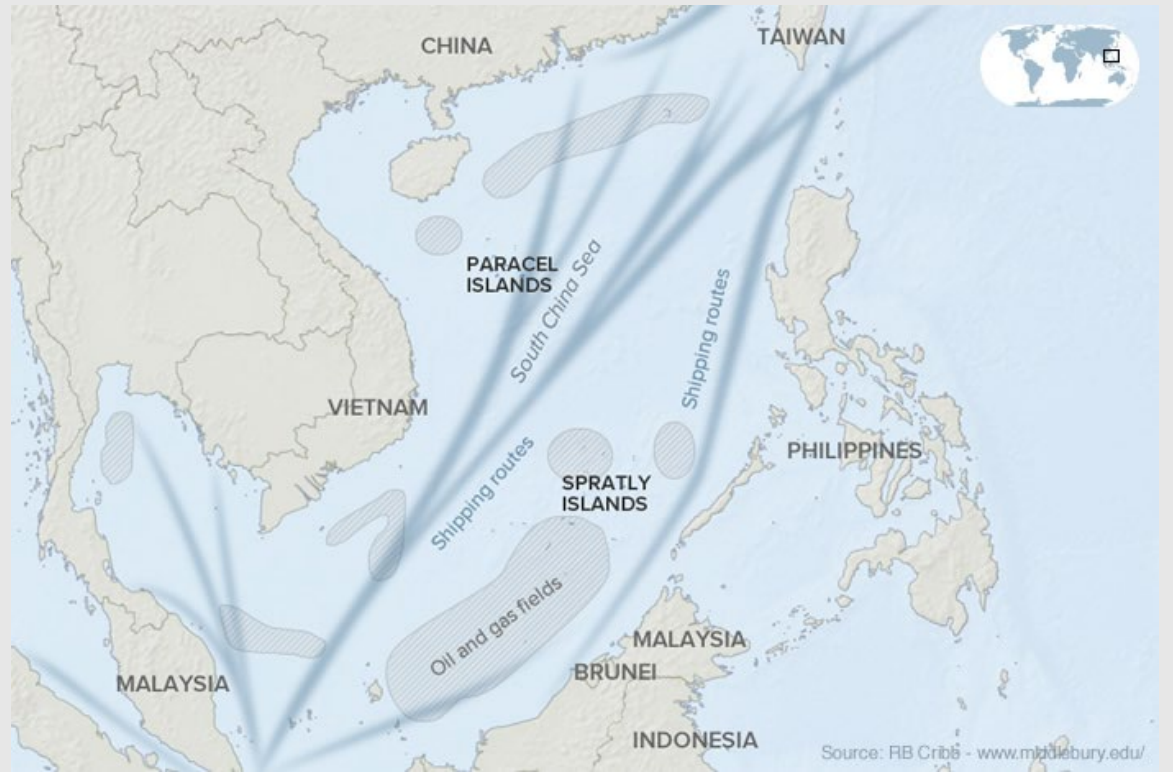 CHINA
TAIWAN
PARACEL
ISLANDS
South China Sea
Shipping routes
VIETNAM
PHILIPPINES
SPRATLY
ISLANDS
Shipping routes
Oil and gas fields
MALAYSIA
BRUNEI
MALAYSIA
INDONESIA
Source: RB Cribb - www.middlebury.edu/